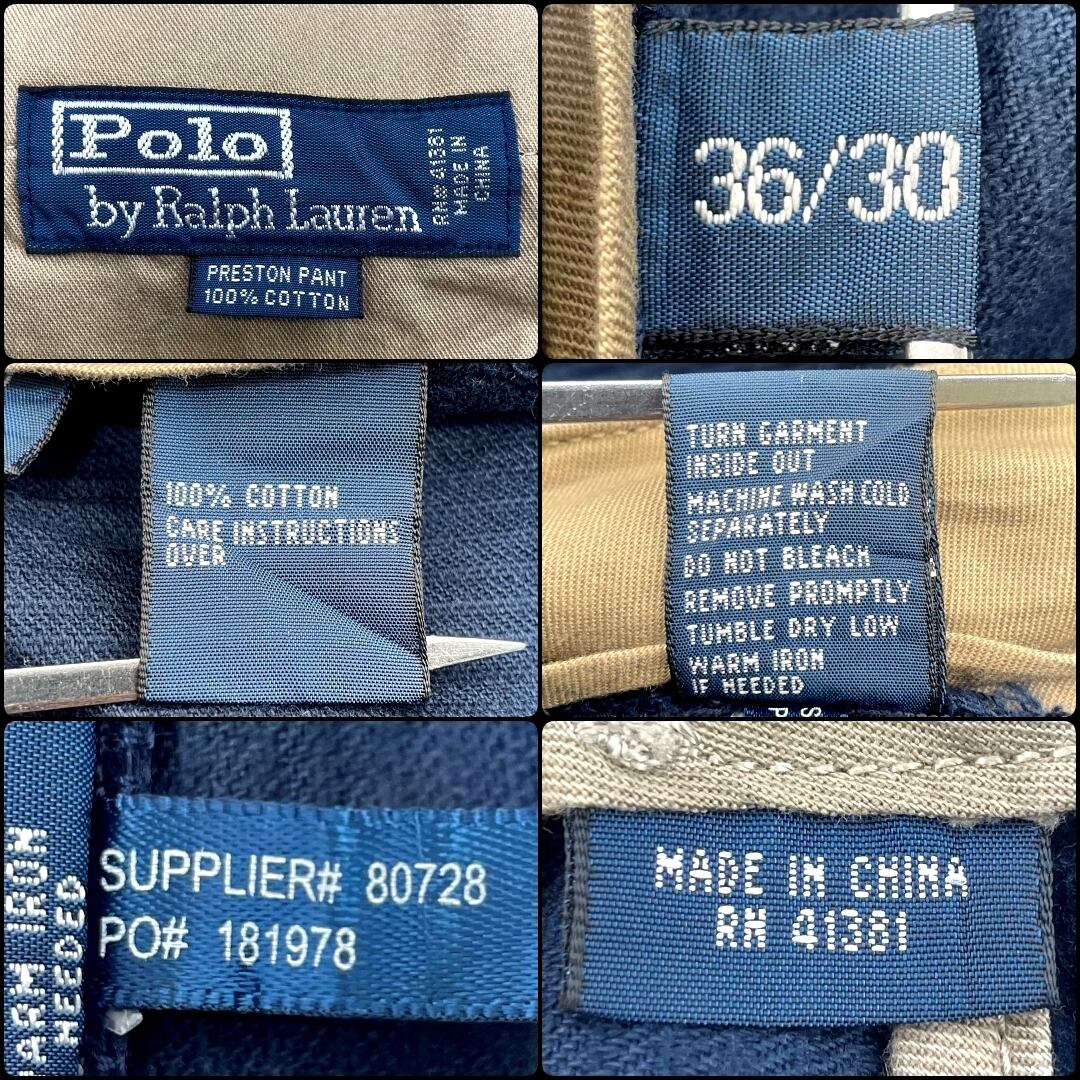 Polo
by Ralph Lauren
RN# 41381
MADE IN
CHINA
PRESTON PANT
100% COTTON
36/30
100% COTTON
CARE INSTRUCTIONS
OVER
TURN GARMENT
INSIDE OUT
MACHINE WASH COLD
SEPARATELY
DO NOT BLEACH
REMOVE PROMPTLY
TUMBLE DRY LOW
WARM IRON
IF NEEDED
WARM IRON
NEEDED
SUPPLIER# 80728
PO# 181978
MADE IN CHINA
RN 41381